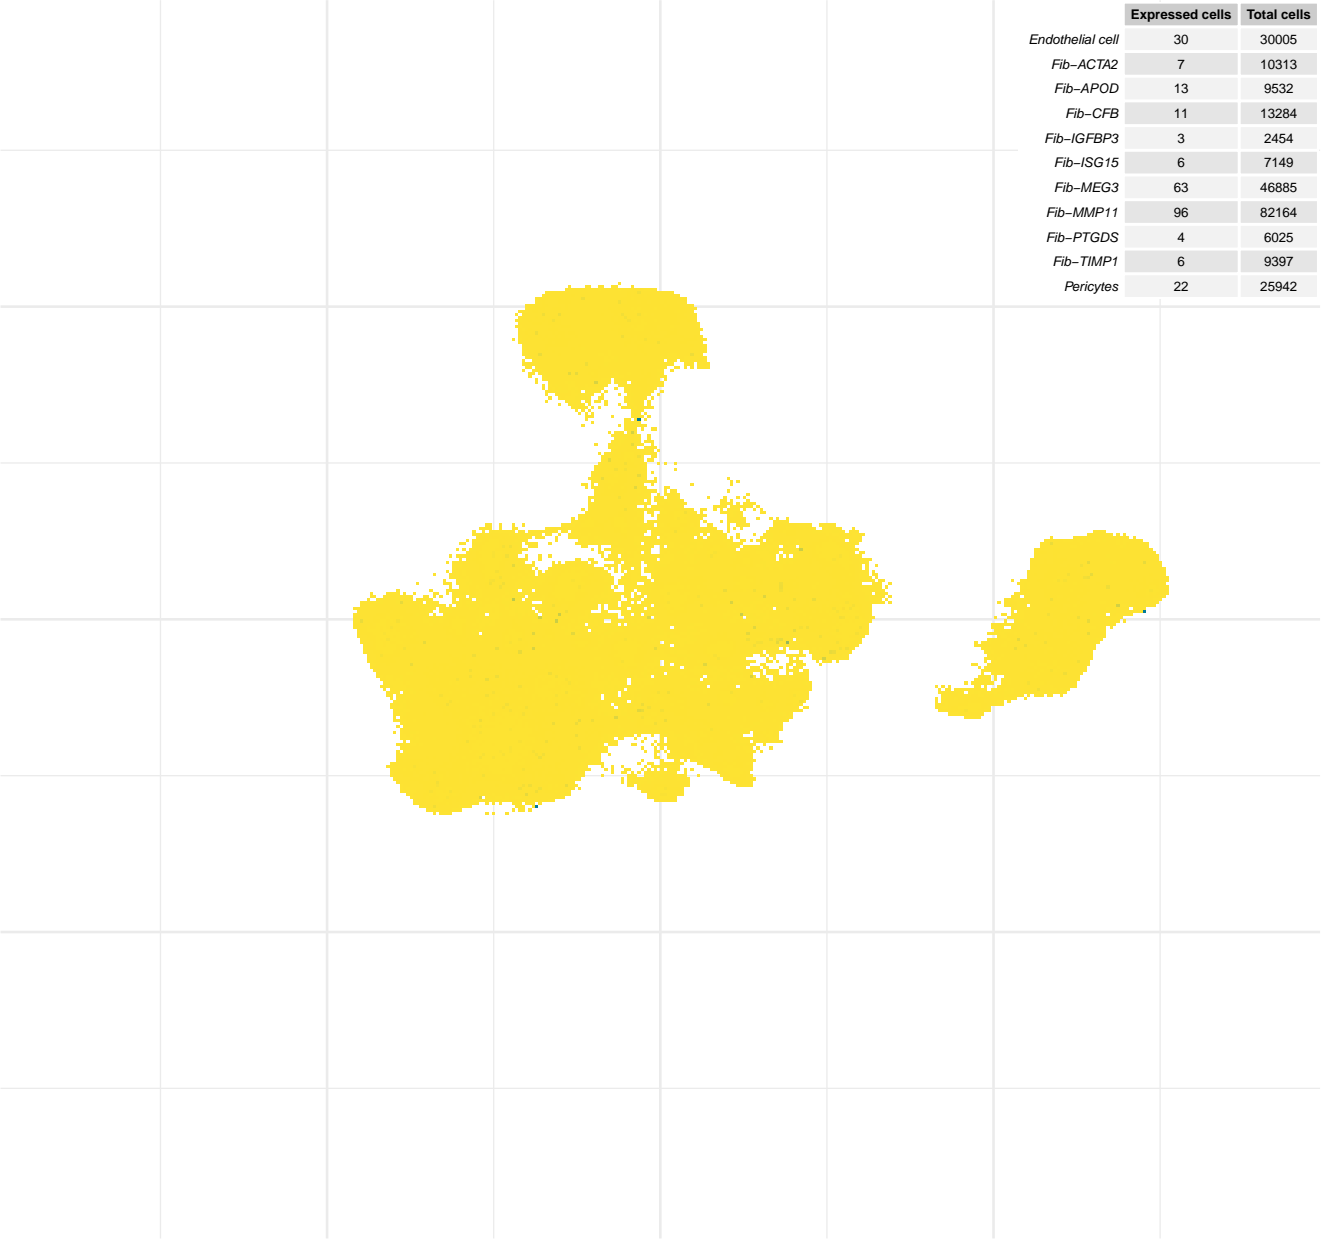 Expressed cells Total cells
Endothelial cell 30 30005
Fib−ACTA2 7 10313
Fib−APOD 13 9532
Fib−CFB 11 13284
Fib−IGFBP3 3 2454
Fib−ISG15 6 7149
Fib−MEG3 63 46885
Fib−MMP11 96 82164
Fib−PTGDS 4 6025
Fib−TIMP1 6 9397
Pericytes 22 25942